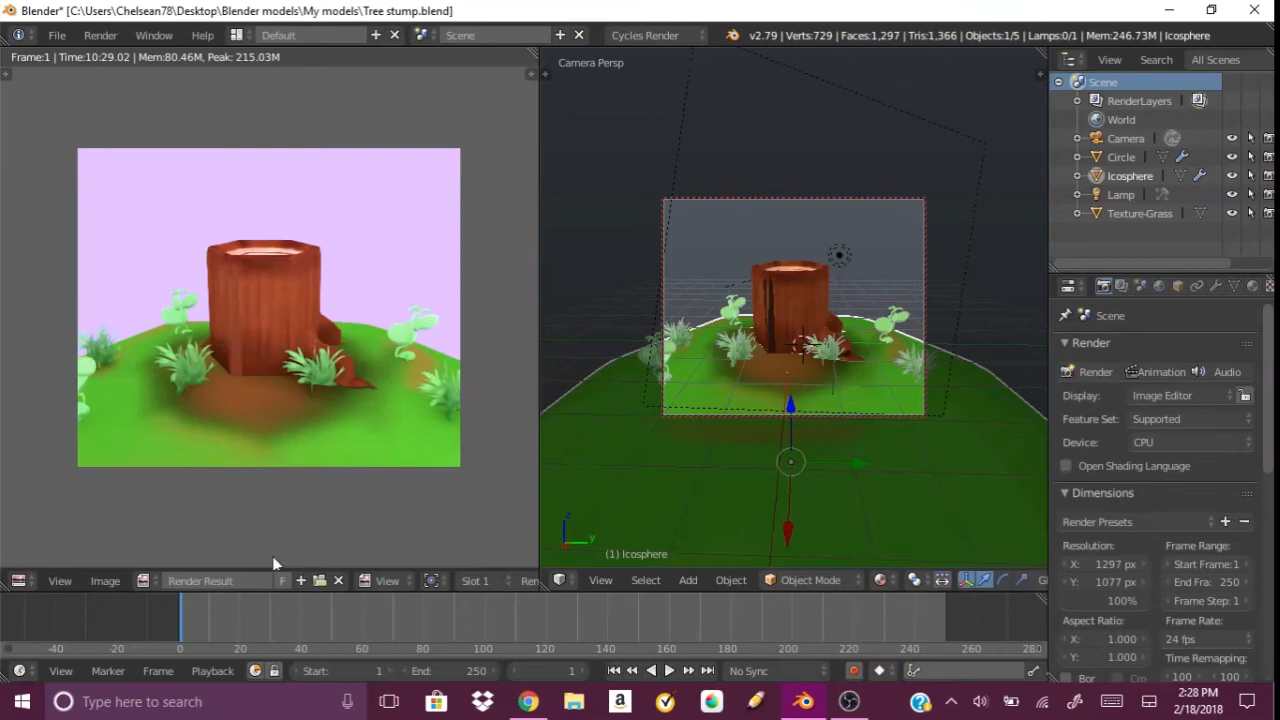 Blender* [C:\Users\Chelsean78\Desktop\Blender models\My models\Tree stump.blend]
File Render Window Help Default Scene Cycles Render v2.79 | Verts:729 | Faces:1,297 | Tris:1,366 | Objects:1/5 | Lamps:0/1 | Mem:246.73M | Icosphere
Frame:1 | Time:10:29.02 | Mem:80.46M, Peak: 215.03M
Camera Persp
View Search All Scenes
Scene
RenderLayers
World
Camera
Circle
Icosphere
Lamp
Texture-Grass
Scene
Render
Render Animation Audio
Display: Image Editor
Feature Set: Supported
Device: CPU
Open Shading Language
Dimensions
Render Presets
Resolution: Frame Range:
X: 1297 px Start Frame:1
Y: 1077 px End Fra: 250
100% Frame Step: 1
Aspect Ratio: Frame Rate:
X: 1.000 24 fps
Y: 1.000 Time Remapping:
Bor Cro 100 100
z
y
(1) Icosphere
View Image Render Result F View Slot 1 Ren
View Select Add Object Object Mode Gl
-40 -20 0 20 40 60 80 100 120 140 160 180 200 220 240 260 280
View Marker Frame Playback Start: 1 End: 250 1 No Sync
Type here to search
2:28 PM
2/18/2018